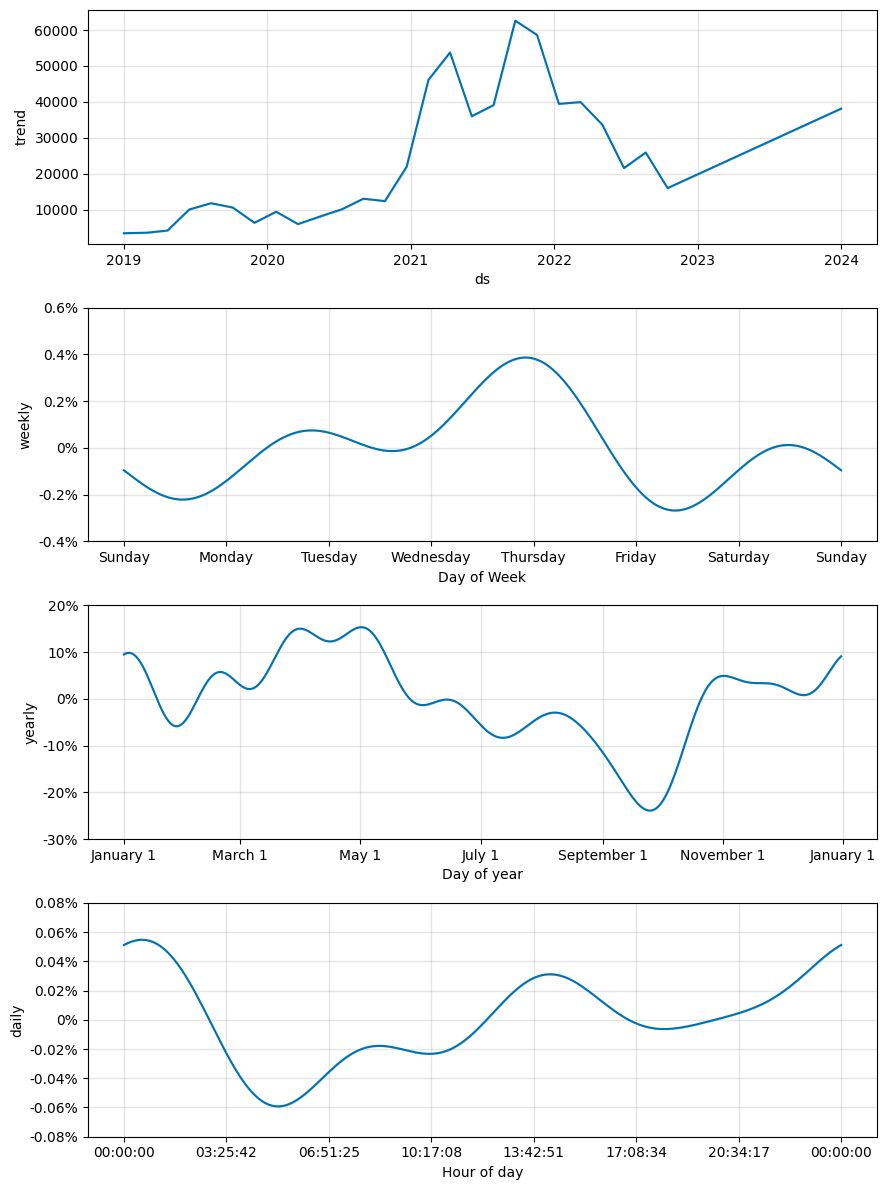 60000
50000
40000
30000
20000
10000
trend
2019 2020 2021 2022 2023 2024
ds
0.6%
0.4%
0.2%
0%
-0.2%
-0.4%
weekly
Sunday Monday Tuesday Wednesday Thursday Friday Saturday Sunday
Day of Week
20%
10%
0%
-10%
-20%
-30%
yearly
January 1 March 1 May 1 July 1 September 1 November 1 January 1
Day of year
0.08%
0.06%
0.04%
0.02%
0%
-0.02%
-0.04%
-0.06%
-0.08%
daily
00:00:00 03:25:42 06:51:25 10:17:08 13:42:51 17:08:34 20:34:17 00:00:00
Hour of day